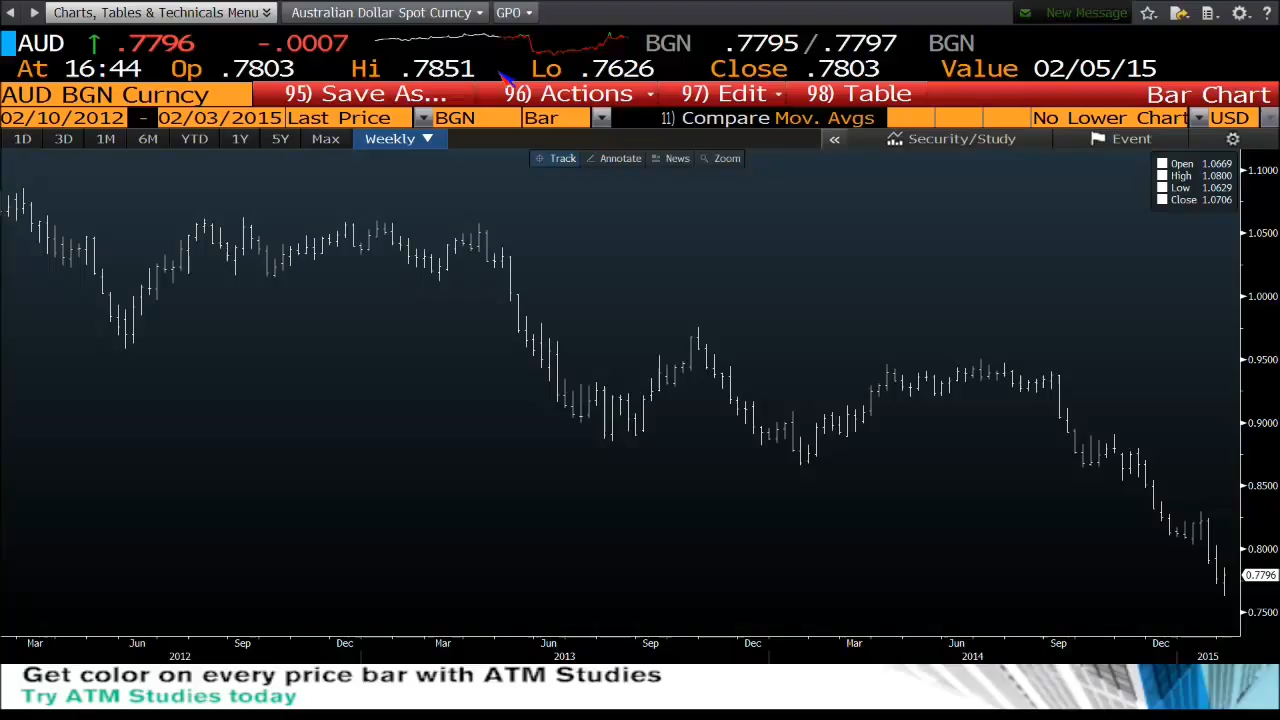 Charts, Tables & Technicals Menu Australian Dollar Spot Curncy GPO New Message ?
AUD ↑ .7796 -.0007 BGN .7795/.7797 BGN
At 16:44 Op .7803 Hi .7851 Lo .7626 Close .7803 Value 02/05/15
AUD BGN Curncy 95) Save As... 96) Actions 97) Edit 98) Table Bar Chart
02/10/2012 - 02/03/2015 Last Price BGN Bar 11) Compare Mov. Avgs No Lower Chart USD
1D 3D 1M 6M YTD 1Y 5Y Max Weekly ▼ « Security/Study Event
Track Annotate News Zoom
Open 1.0669
High 1.0800
Low 1.0629
Close 1.0706
1.1000
1.0500
1.0000
0.9500
0.9000
0.8500
0.8000
0.7796
0.7500
Mar Jun Sep Dec Mar Jun Sep Dec Mar Jun Sep Dec
2012 2013 2014 2015
Get color on every price bar with ATM Studies
Try ATM Studies today